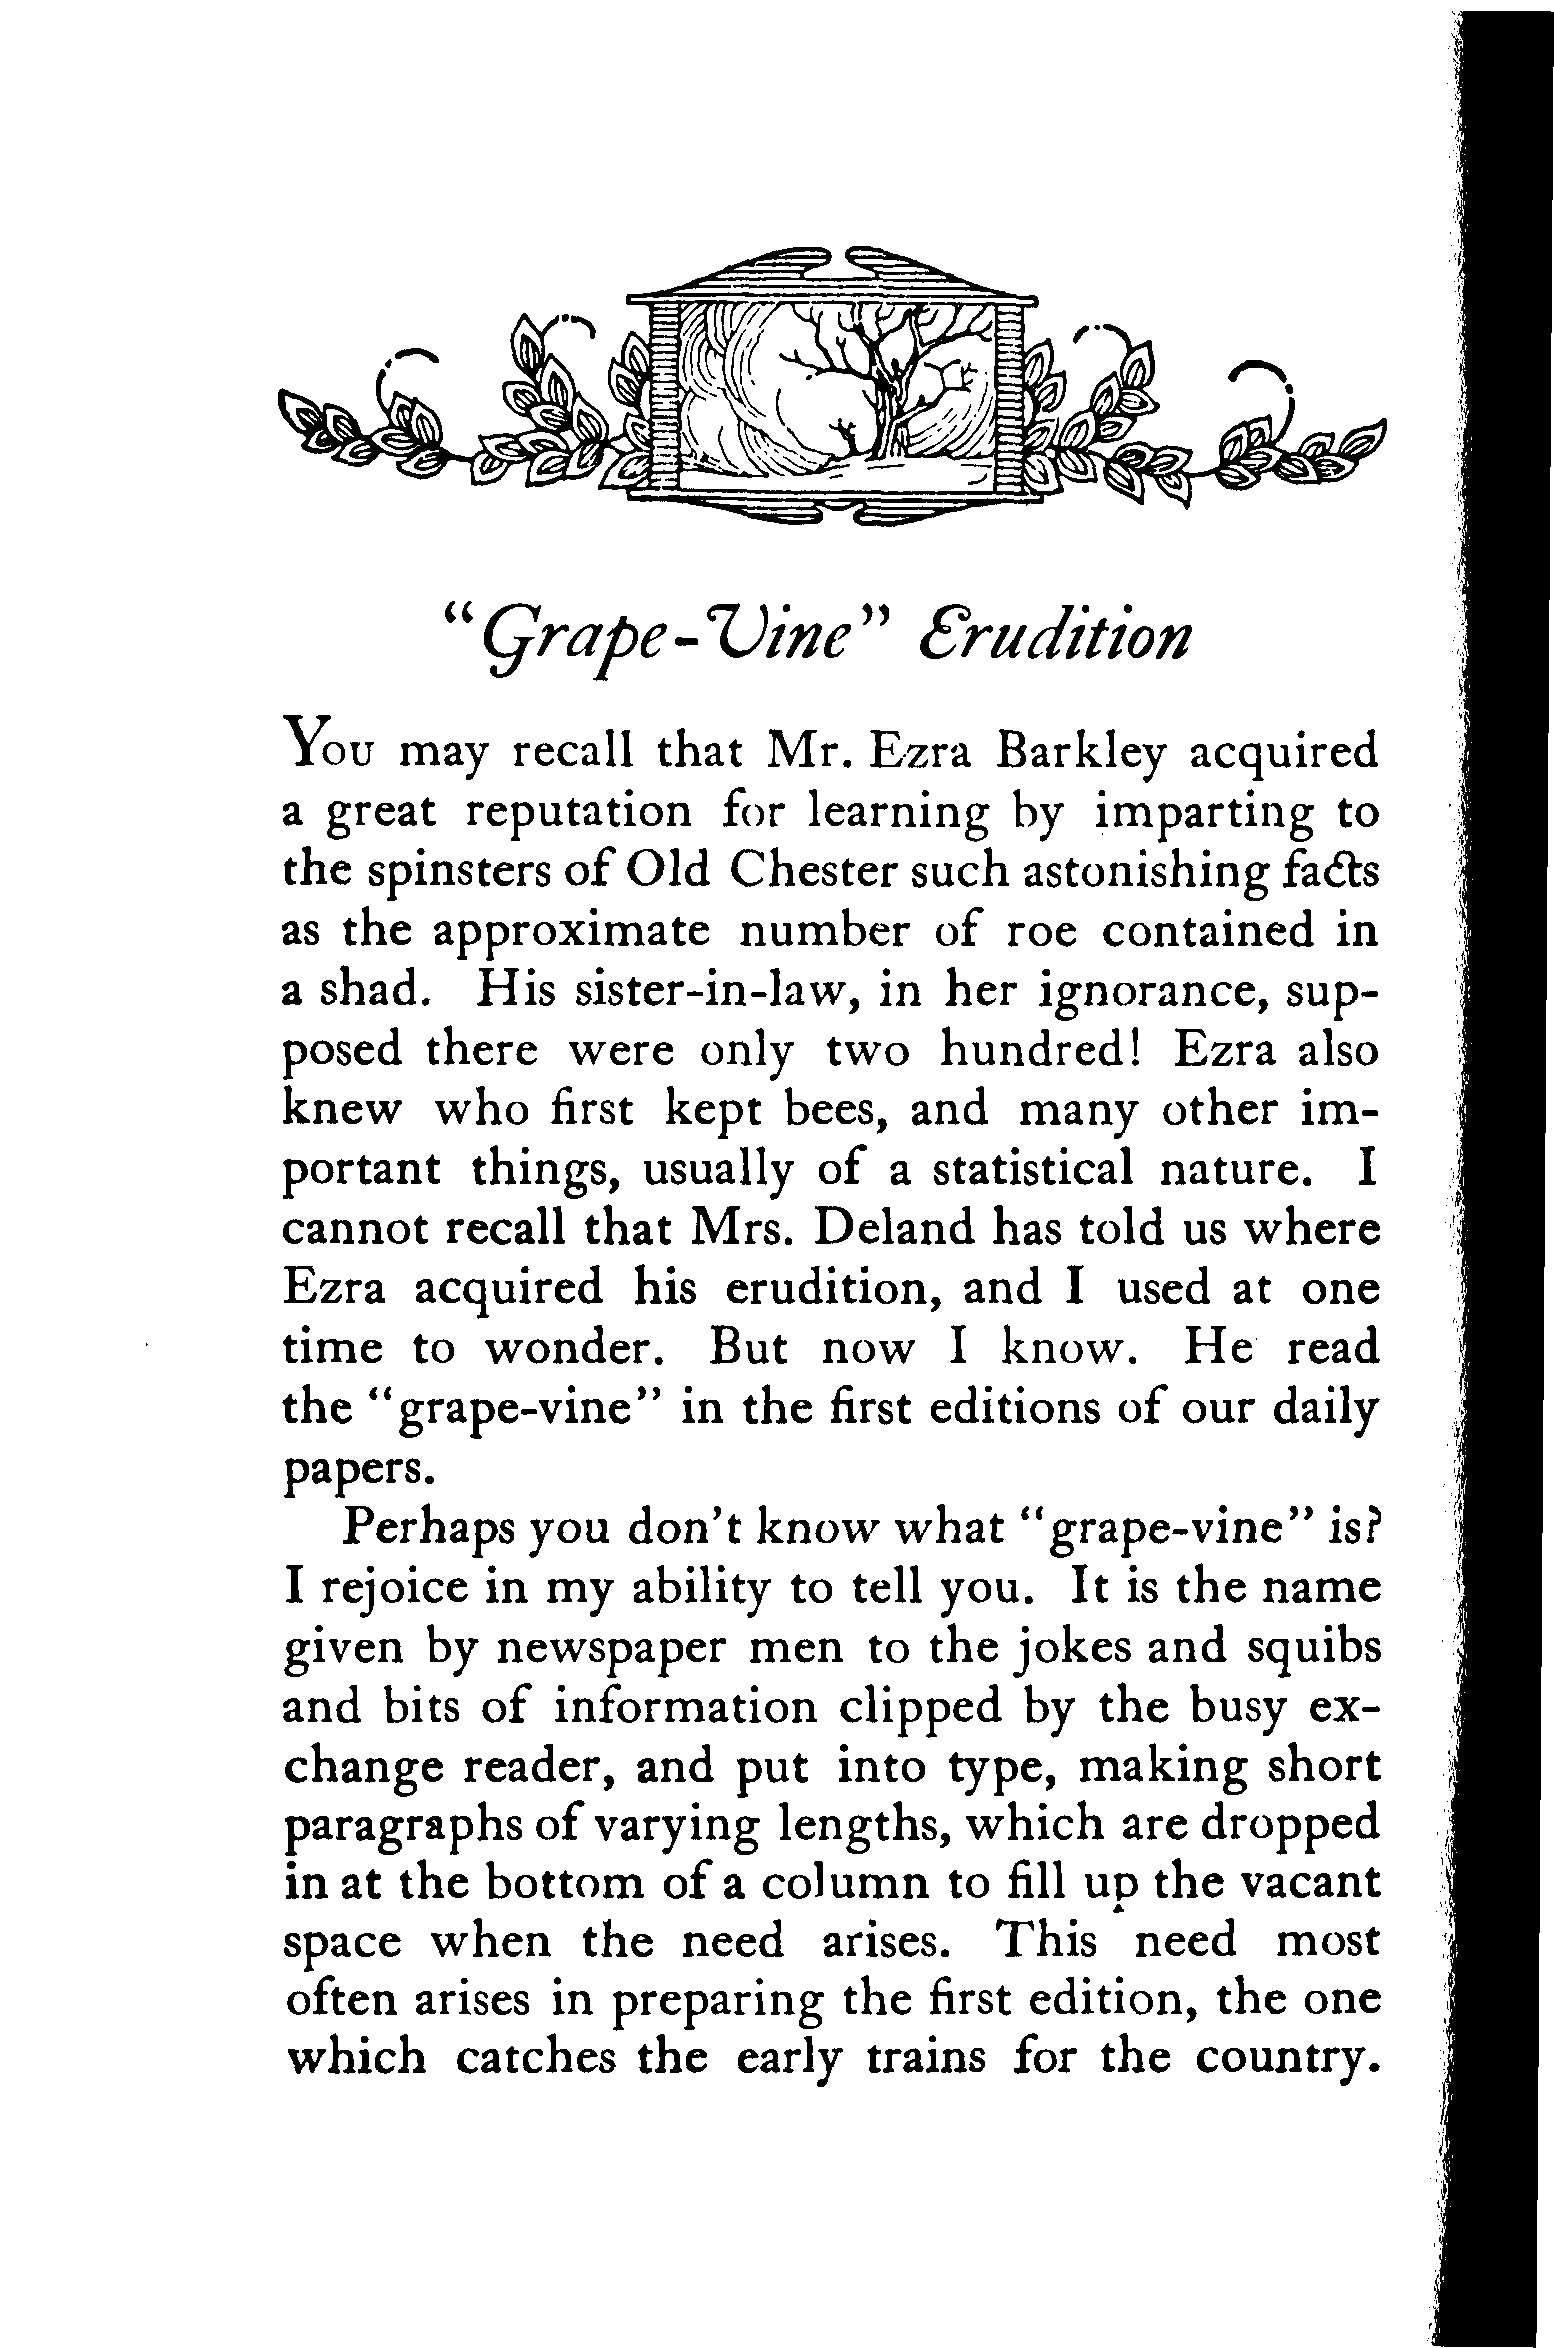 "Grape-Vine" Erudition
You may recall that Mr. Ezra Barkley acquired
a great reputation for learning by imparting to
the spinsters of Old Chester such astonishing facts
as the approximate number of roe contained in
a shad. His sister-in-law, in her ignorance, sup-
posed there were only two hundred! Ezra also
knew who first kept bees, and many other im-
portant things, usually of a statistical nature. I
cannot recall that Mrs. Deland has told us where
Ezra acquired his erudition, and I used at one
time to wonder. But now I know. He read
the "grape-vine" in the first editions of our daily
papers.
Perhaps you don't know what "grape-vine" is?
I rejoice in my ability to tell you. It is the name
given by newspaper men to the jokes and squibs
and bits of information clipped by the busy ex-
change reader, and put into type, making short
paragraphs of varying lengths, which are dropped
in at the bottom of a column to fill up the vacant
space when the need arises. This need most
often arises in preparing the first edition, the one
which catches the early trains for the country.